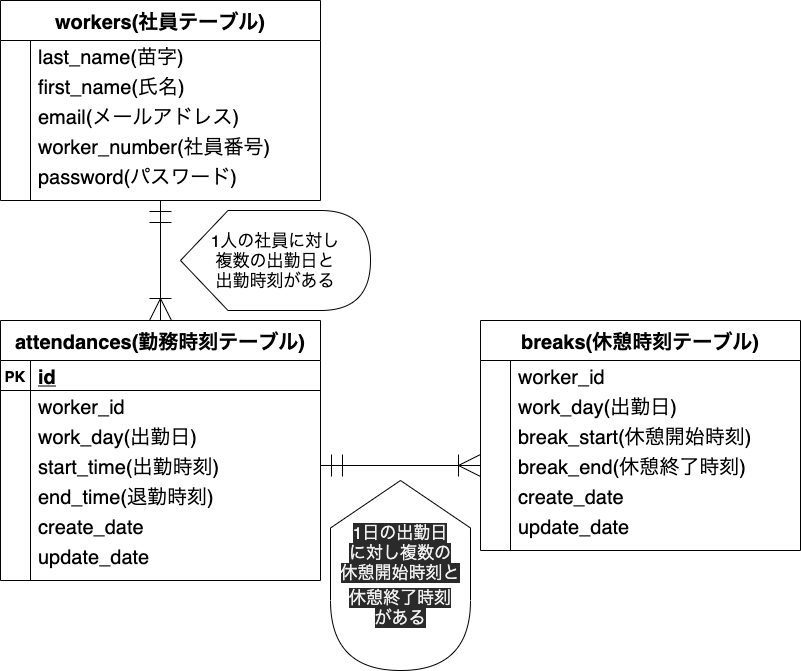 workers(社員テーブル)
last_name(苗字)
first_name(氏名)
email(メールアドレス)
worker_number(社員番号)
password(パスワード)
1人の社員に対し
複数の出勤日と
出勤時刻がある
attendances(勤務時刻テーブル)
PK id
worker_id
work_day(出勤日)
start_time(出勤時刻)
end_time(退勤時刻)
create_date
update_date
breaks(休憩時刻テーブル)
worker_id
work_day(出勤日)
break_start(休憩開始時刻)
break_end(休憩終了時刻)
create_date
update_date
1日の出勤日
に対し複数の
休憩開始時刻と
休憩終了時刻
がある